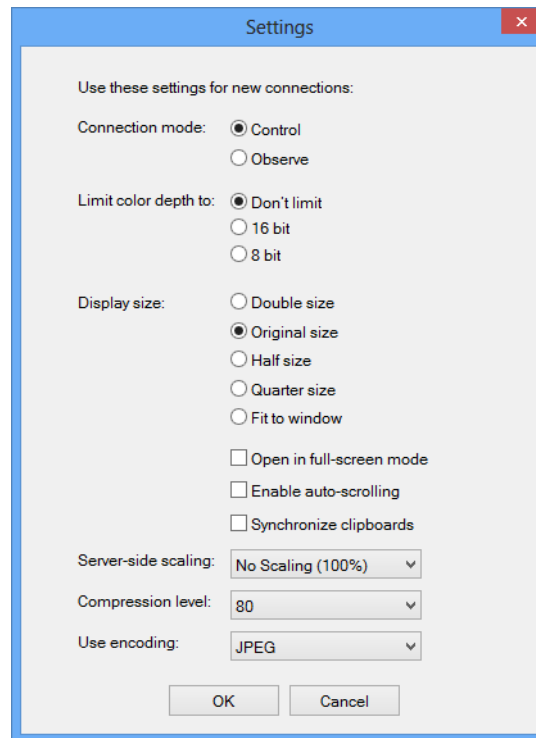 Settings
Use these settings for new connections:
Connection mode: Control
Observe
Limit color depth to: Don't limit
16 bit
8 bit
Display size: Double size
Original size
Half size
Quarter size
Fit to window
Open in full-screen mode
Enable auto-scrolling
Synchronize clipboards
Server-side scaling: No Scaling (100%)
Compression level: 80
Use encoding: JPEG
OK Cancel